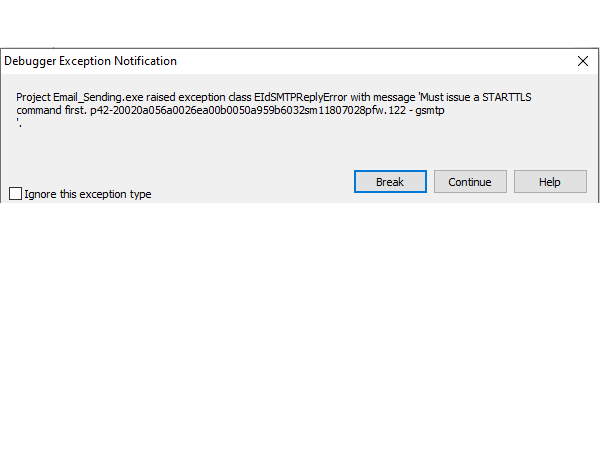 Debugger Exception Notification
Project Email_Sending.exe raised exception class EIdSMTPReplyError with message 'Must issue a STARTTLS
command first. p42-20020a056a0026ea00b0050a959b6032sm11807028pfw.122 - gsmtp
'.
Break Continue Help
Ignore this exception type